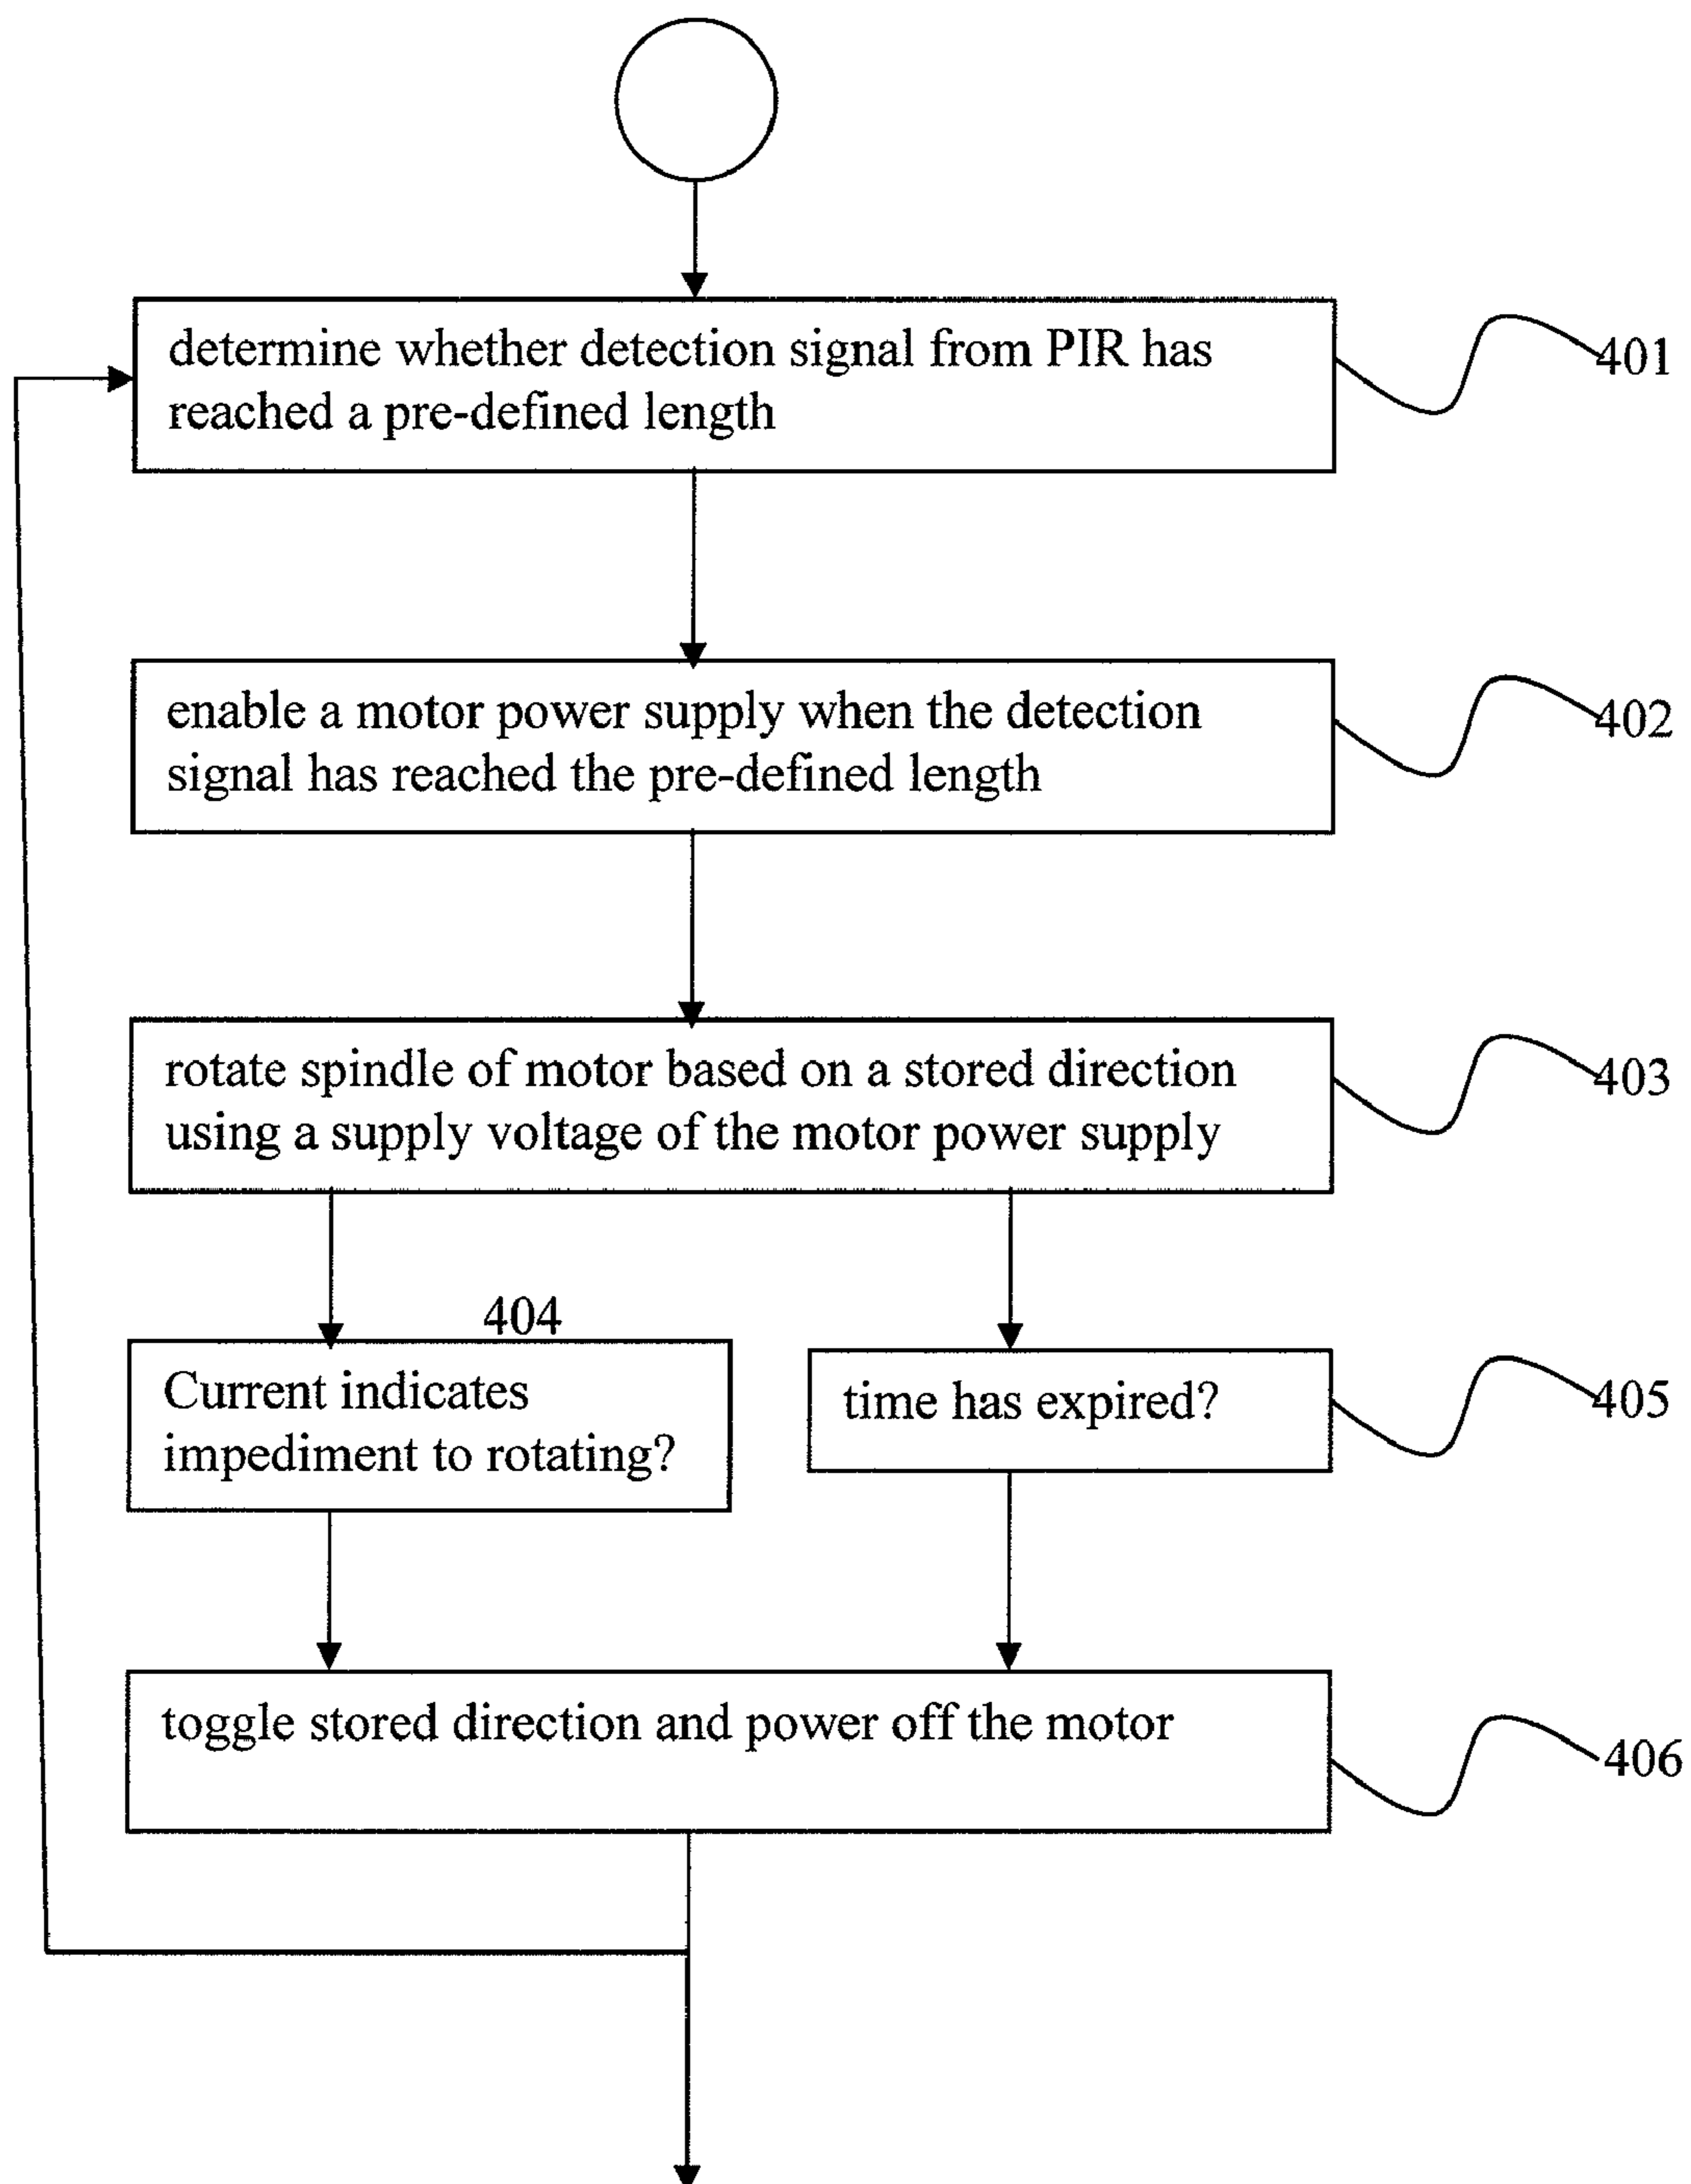 determine whether detection signal from PIR has
reached a pre-defined length
401
enable a motor power supply when the detection
signal has reached the pre-defined length
402
rotate spindle of motor based on a stored direction
using a supply voltage of the motor power supply
403
404
Current indicates
impediment to rotating?
time has expired?
405
toggle stored direction and power off the motor
406